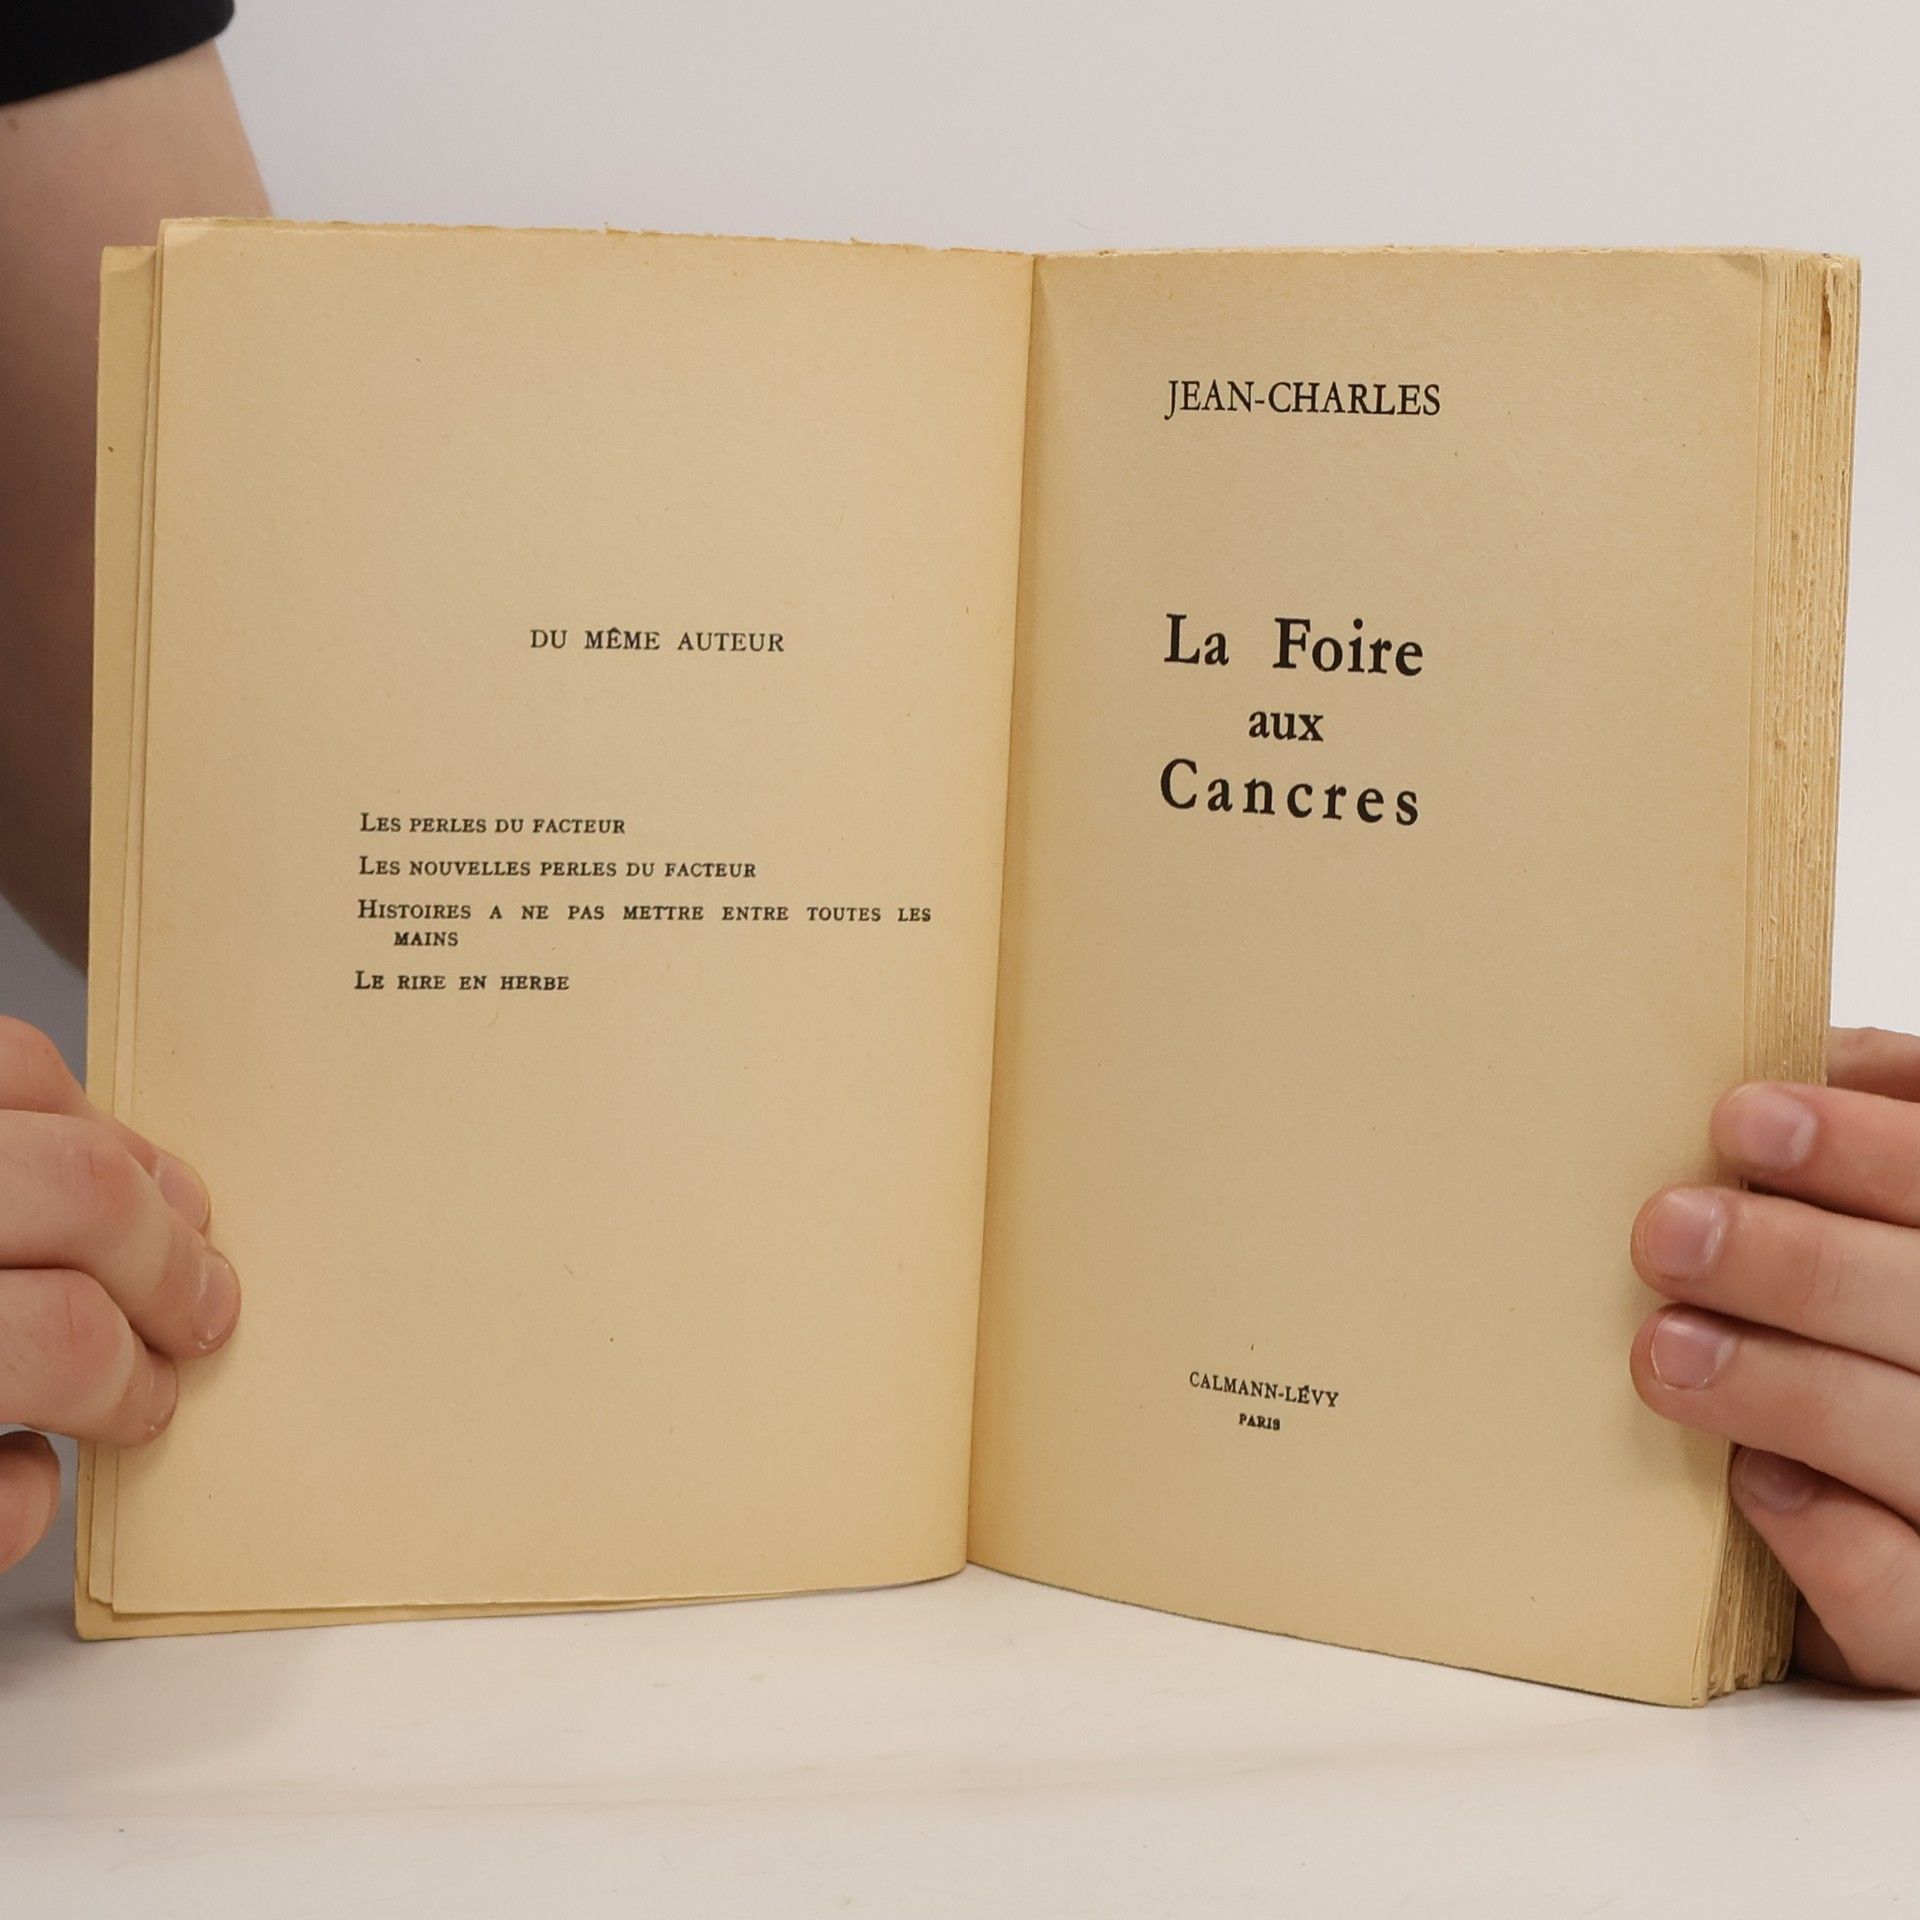 DU MÊME AUTEUR
LES PERLES DU FACTEUR
LES NOUVELLES PERLES DU FACTEUR
HISTOIRES A NE PAS METTRE ENTRE TOUTES LES
MAINS
LE RIRE EN HERBE
JEAN-CHARLES
La Foire
aux
Cancres
CALMANN-LÉVY
PARIS